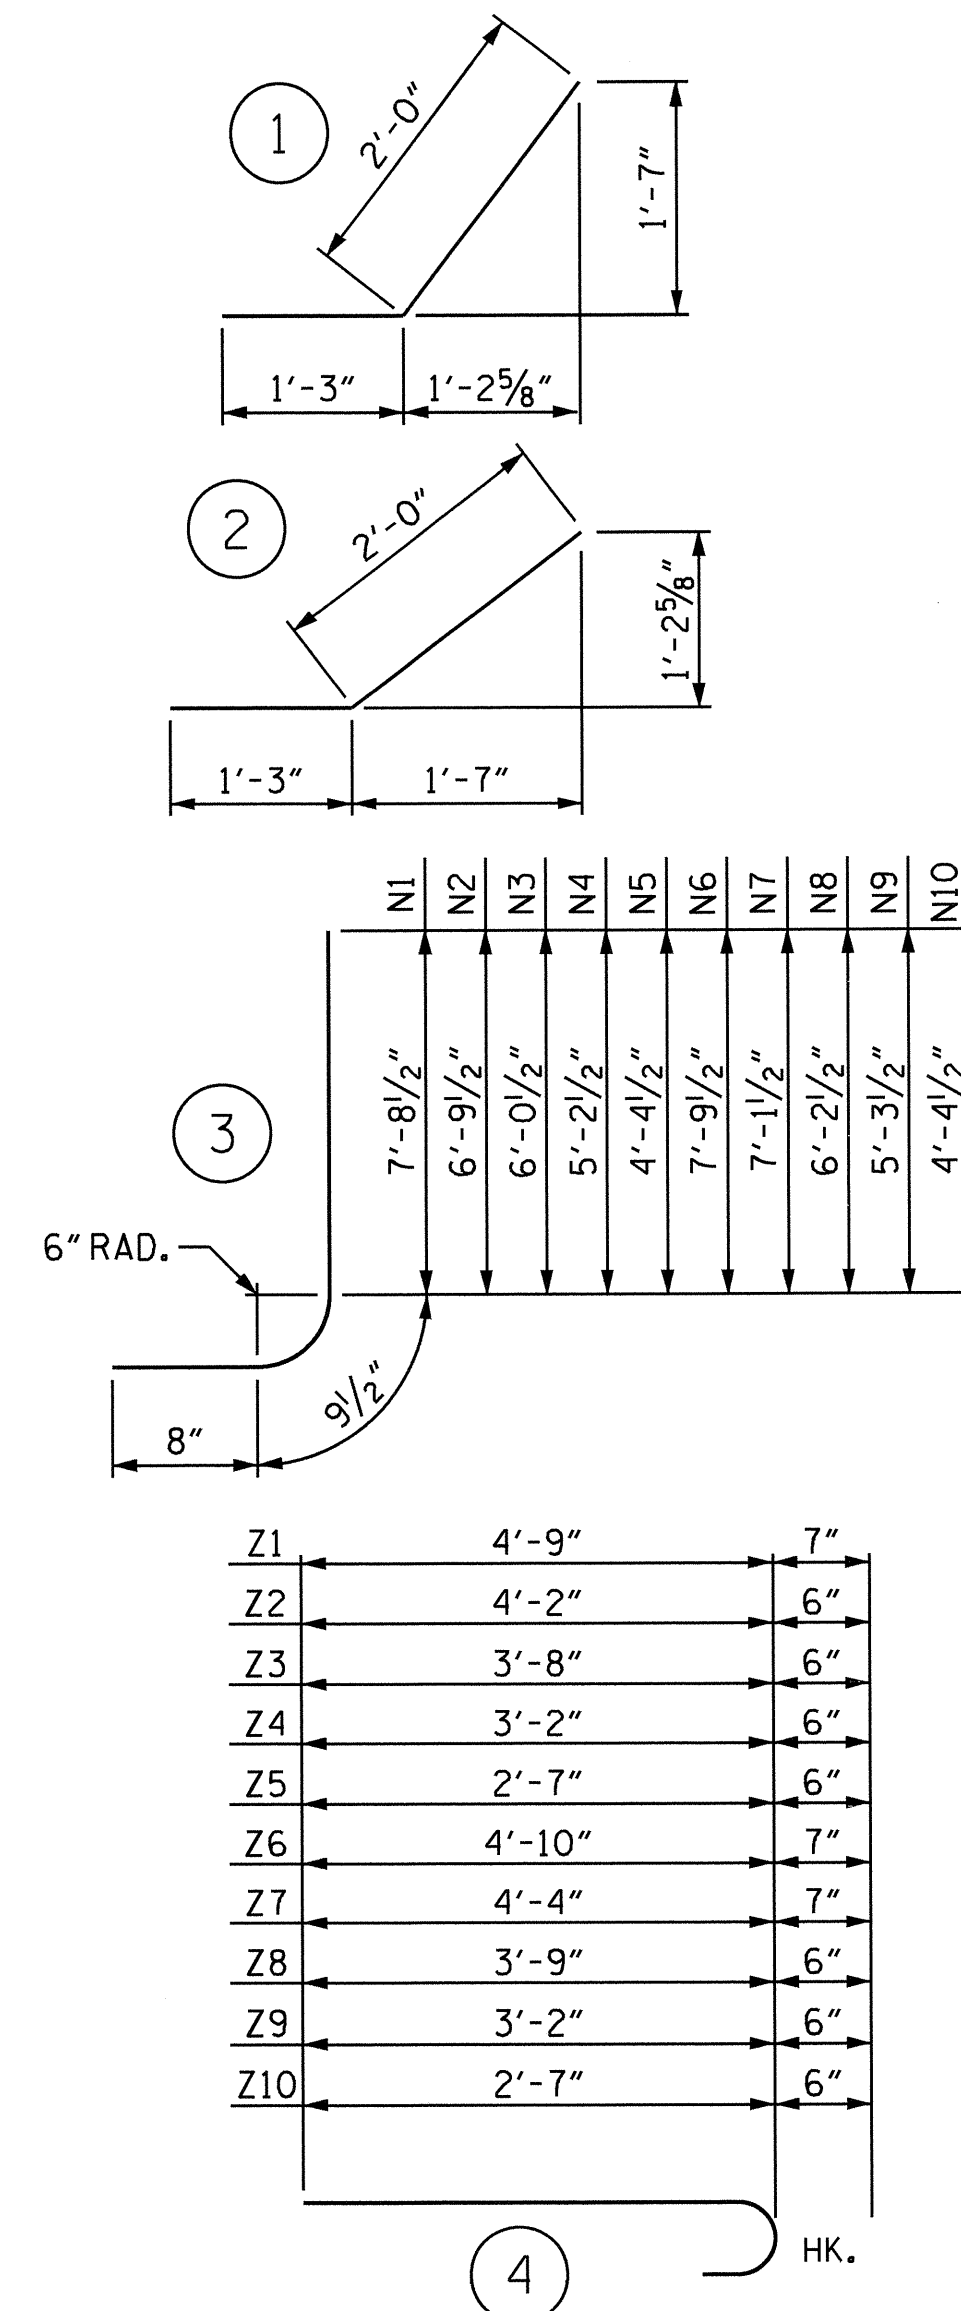 1
2'-0"
1'-7"
1'-3"
1'-2⅝"
2
2'-0"
1'-2⅝"
1'-3"
1'-7"
N1
N2
N3
N4
N5
N6
N7
N8
N9
N10
3
7'-8½"
6'-9½"
6'-0½"
5'-2½"
4'-4½"
7'-9½"
7'-1½"
6'-2½"
5'-3½"
4'-4½"
6" RAD.
9½"
8"
Z1 4'-9" 7"
Z2 4'-2" 6"
Z3 3'-8" 6"
Z4 3'-2" 6"
Z5 2'-7" 6"
Z6 4'-10" 7"
Z7 4'-4" 7"
Z8 3'-9" 6"
Z9 3'-2" 6"
Z10 2'-7" 6"
HK.
4